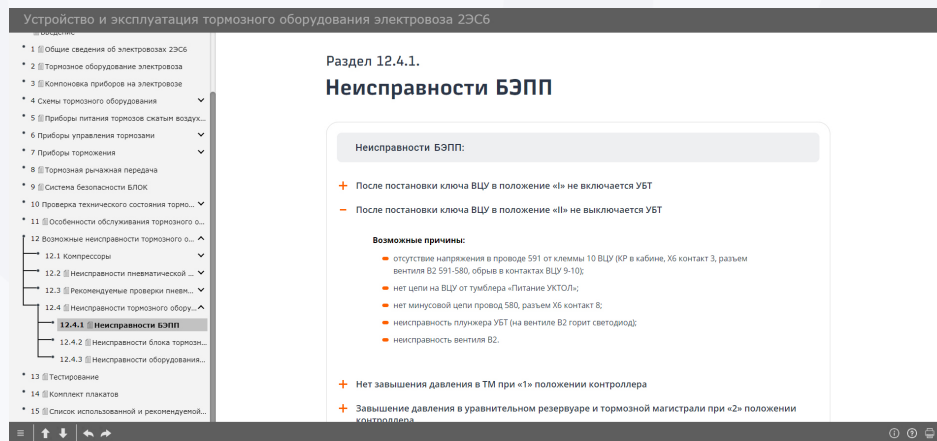 Устройство и эксплуатация тормозного оборудования электровоза 2ЭС6
Введение
1 Общие сведения об электровозах 2ЭС6
2 Тормозное оборудование электровоза
3 Компоновка приборов на электровозе
4 Схемы тормозного оборудования
5 Приборы питания тормозов сжатым воздух...
6 Приборы управления тормозами
7 Приборы торможения
8 Тормозная рычажная передача
9 Система безопасности БЛОК
10 Проверка технического состояния тормо...
11 Особенности обслуживания тормозного о...
12 Возможные неисправности тормозного о...
12.1 Компрессоры
12.2 Неисправности пневматической ...
12.3 Рекомендуемые проверки пневм...
12.4 Неисправности тормозного обору...
12.4.1 Неисправности БЭПП
12.4.2 Неисправности блока тормозн...
12.4.3 Неисправности оборудования...
13 Тестирование
14 Комплект плакатов
15 Список использованной и рекомендуемой...
Раздел 12.4.1.
Неисправности БЭПП
Неисправности БЭПП:
После постановки ключа ВЦУ в положение «I» не включается УБТ
После постановки ключа ВЦУ в положение «II» не выключается УБТ
Возможные причины:
отсутствие напряжения в проводе 591 от клеммы 10 ВЦУ (КР в кабине, Х6 контакт 3, разъем
вентиля В2 591-580, обрыв в контактах ВЦУ 9-10);
нет цепи на ВЦУ от тумблера «Питание УКТОЛ»;
нет минусовой цепи провод 580, разъем Х6 контакт 8;
неисправность плунжера УБТ (на вентиле В2 горит светодиод);
неисправность вентиля В2.
Нет завышения давления в ТМ при «1» положении контроллера
Завышение давления в уравнительном резервуаре и тормозной магистрали при «2» положении
контроллера